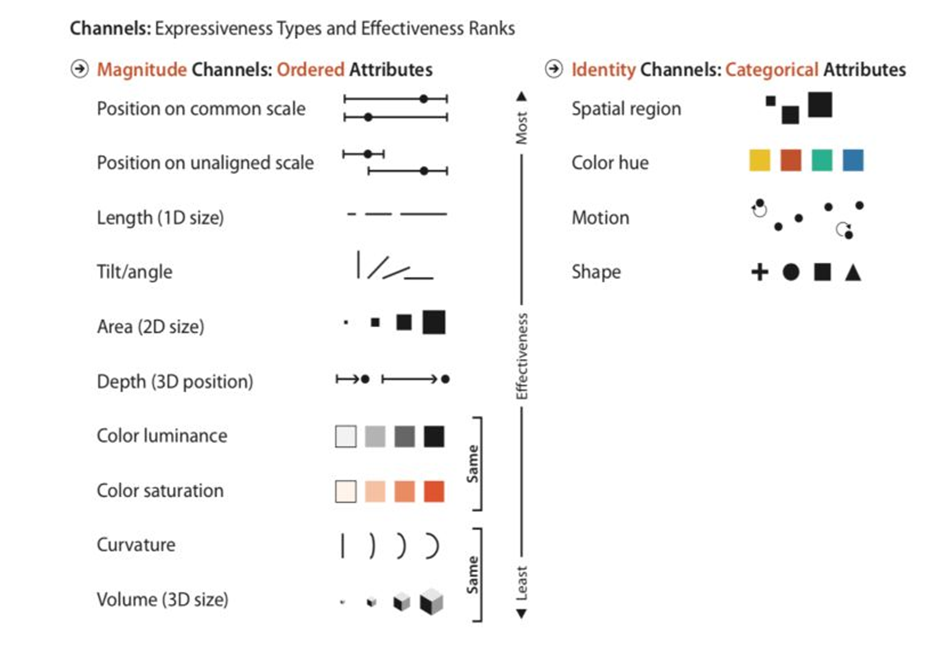 Channels: Expressiveness Types and Effectiveness Ranks
Magnitude Channels: Ordered Attributes
Position on common scale
Position on unaligned scale
Length (1D size)
Tilt/angle
Area (2D size)
Depth (3D position)
Color luminance
Color saturation
Curvature
Volume (3D size)
Same
Same
Most
Effectiveness
Least
Identity Channels: Categorical Attributes
Spatial region
Color hue
Motion
Shape